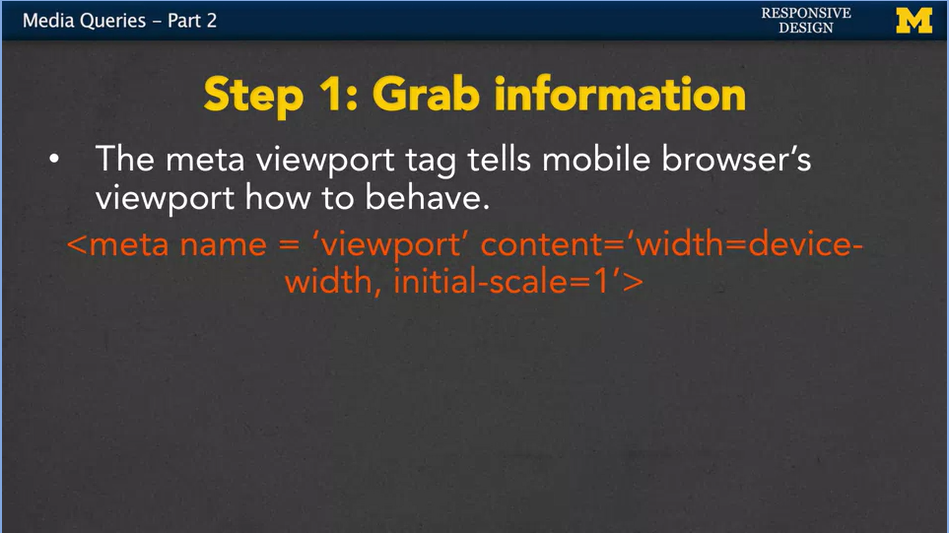 Media Queries – Part 2
RESPONSIVE
DESIGN
M
Step 1: Grab information
• The meta viewport tag tells mobile browser’s
viewport how to behave.
<meta name = ‘viewport’ content=‘width=device-
width, initial-scale=1’>